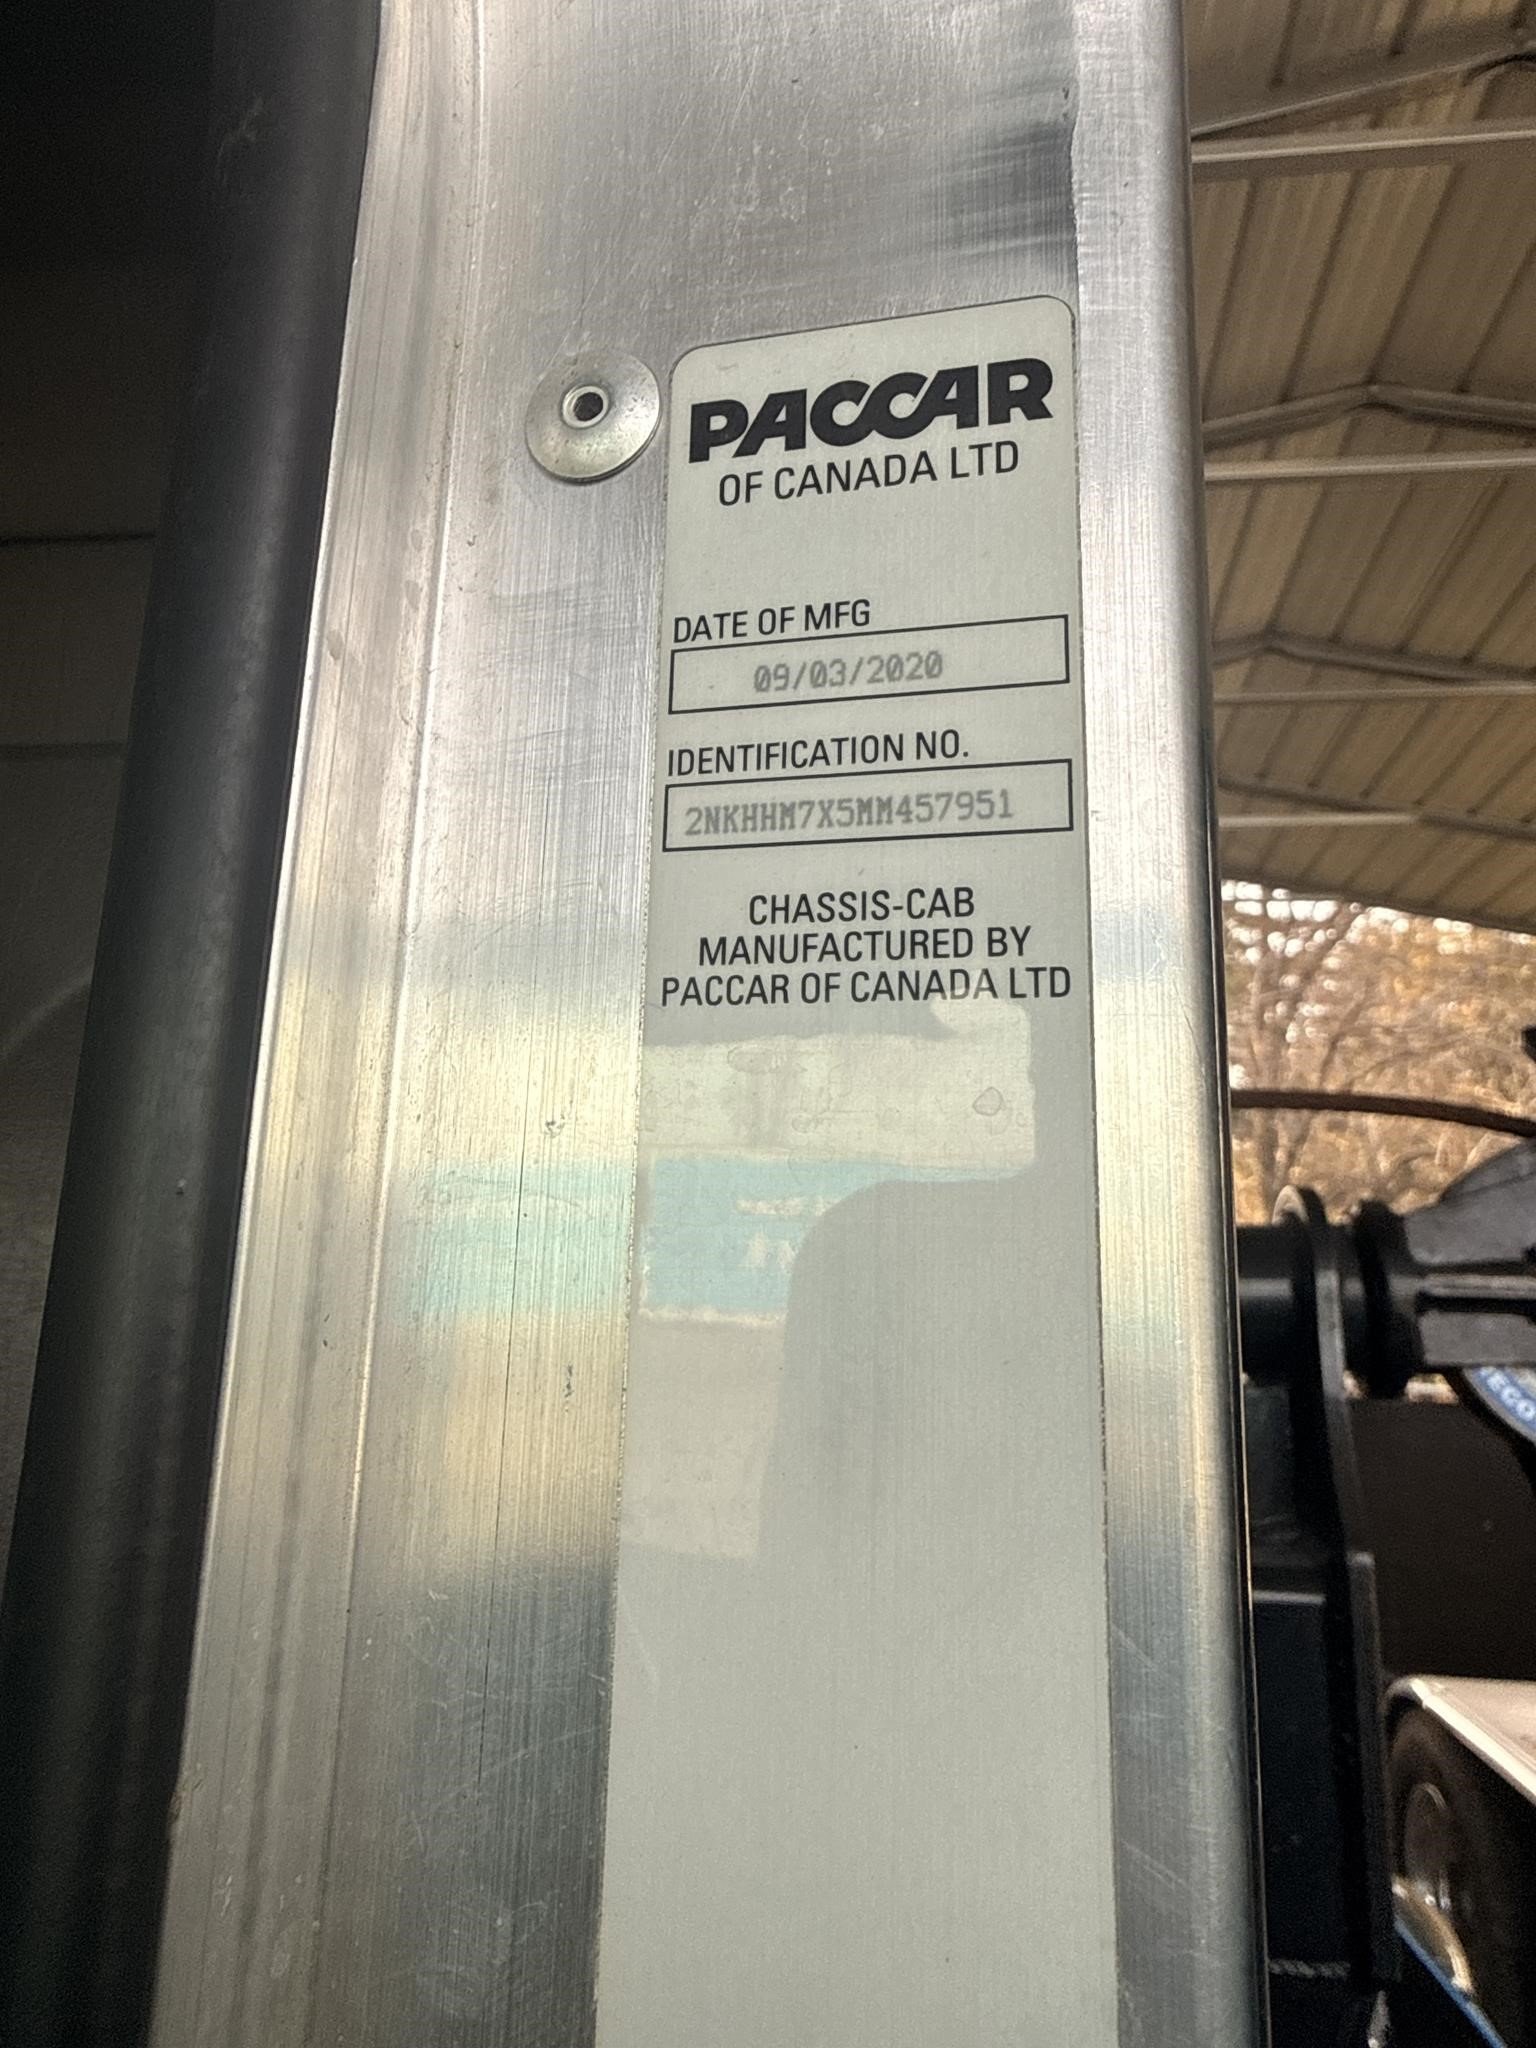 PACCAR
OF CANADA LTD
DATE OF MFG
09/03/2020
IDENTIFICATION NO.
2NKHHM7X5MM457951
CHASSIS-CAB
MANUFACTURED BY
PACCAR OF CANADA LTD